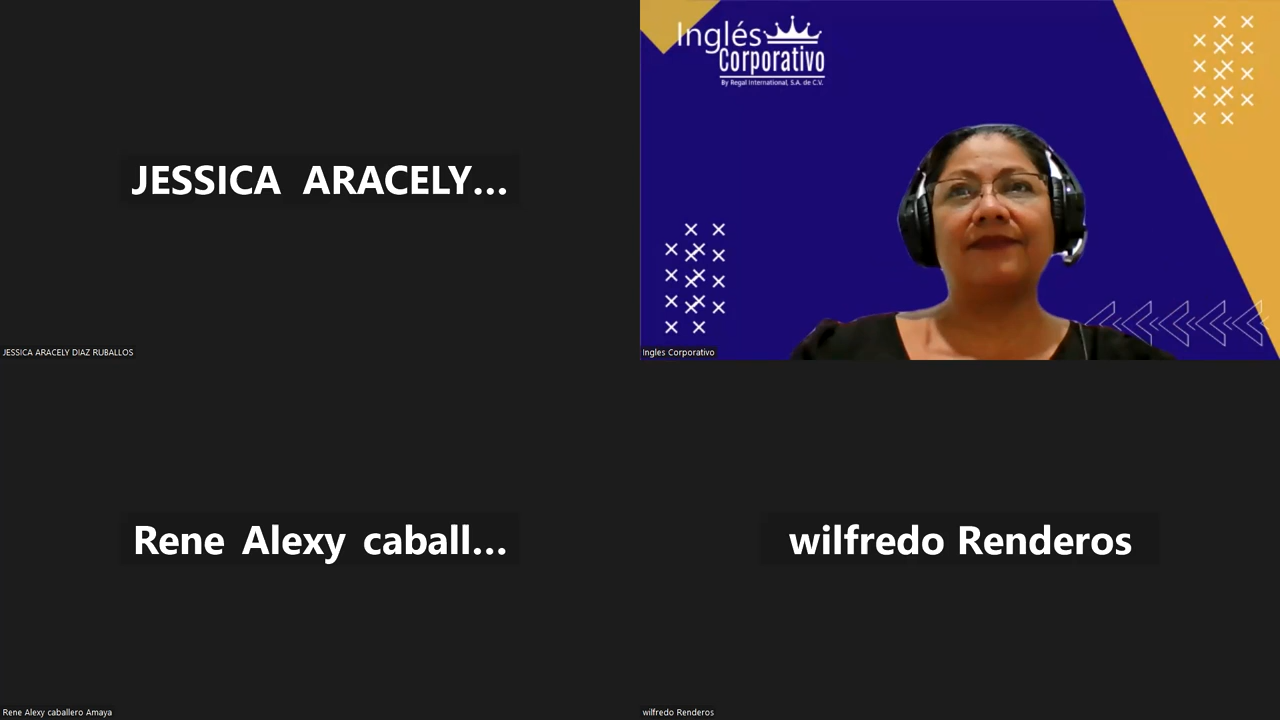 JESSICA ARACELY...
JESSICA ARACELY DIAZ RUBALLOS
Inglés
Corporativo
By Regal International, S.A. de C.V.
Ingles Corporativo
Rene Alexy caball...
Rene Alexy caballero Amaya
wilfredo Renderos
wilfredo Renderos